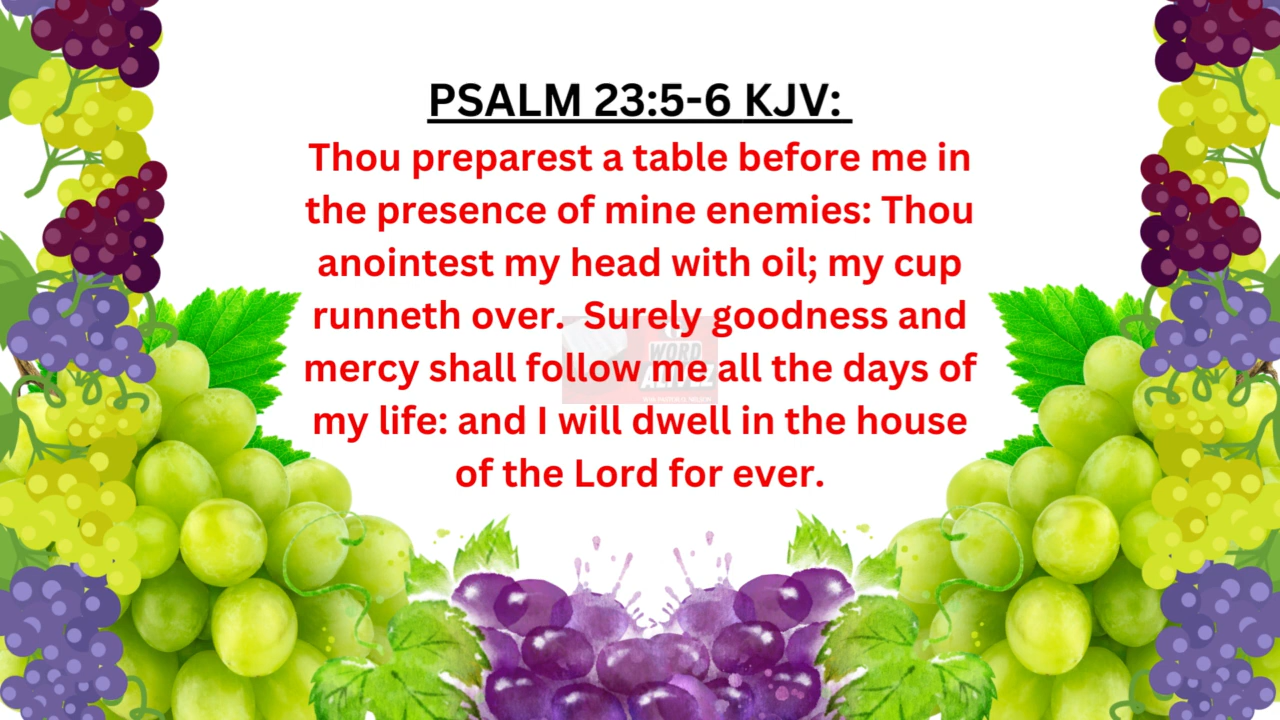 PSALM 23:5-6 KJV:
Thou preparest a table before me in
the presence of mine enemies: Thou
anointest my head with oil; my cup
runneth over.  Surely goodness and
mercy shall follow me all the days of
my life: and I will dwell in the house
of the Lord for ever.
WORD